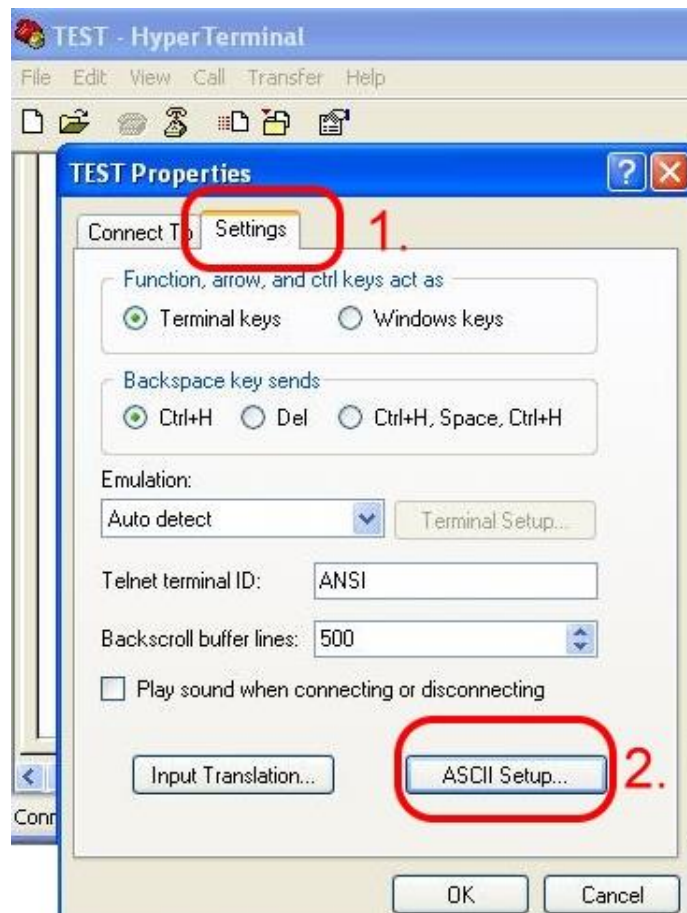 TEST - HyperTerminal
File Edit View Call Transfer Help
TEST Properties
Connect To Settings 1.
Function, arrow, and ctrl keys act as
Terminal keys Windows keys
Backspace key sends
Ctrl+H Del Ctrl+H, Space, Ctrl+H
Emulation:
Auto detect Terminal Setup...
Telnet terminal ID: ANSI
Backscroll buffer lines: 500
Play sound when connecting or disconnecting
Input Translation... ASCII Setup... 2.
OK Cancel